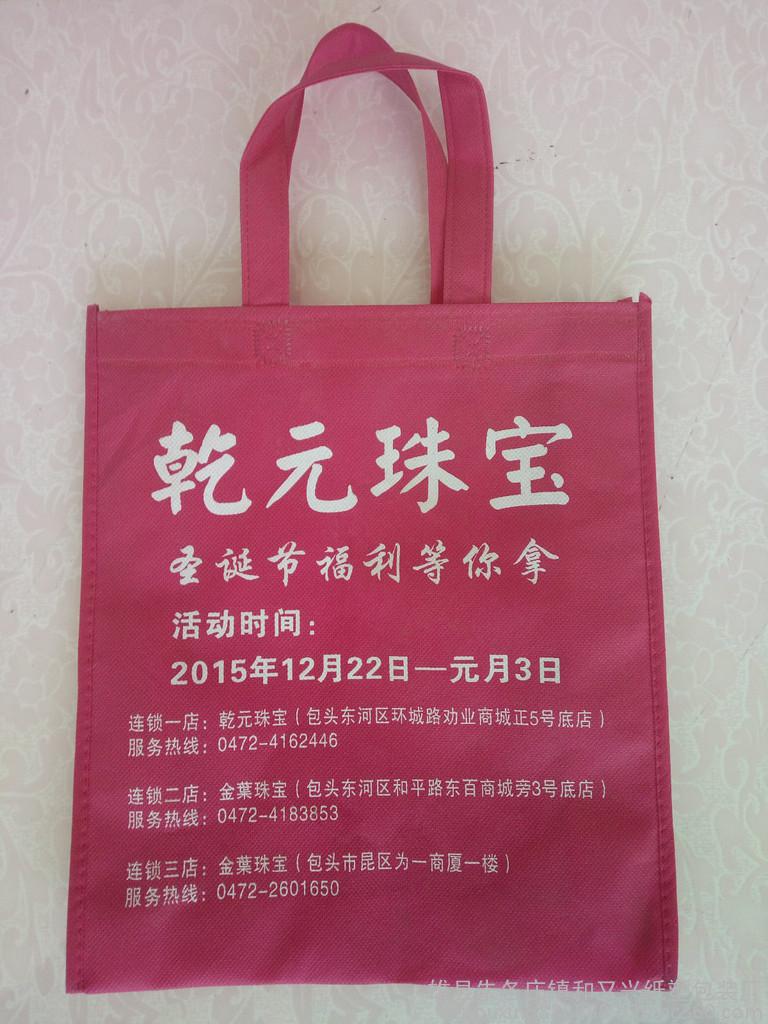 乾元珠宝
圣诞节福利等你拿
活动时间：
2015年12月22日—元月3日
连锁一店：乾元珠宝（包头东河区环城路劝业商城正5号底店）
服务热线：0472-4162446
连锁二店：金葉珠宝（包头东河区和平路东百商城旁3号底店）
服务热线：0472-4183853
连锁三店：金葉珠宝（包头市昆区为一商厦一楼）
服务热线：0472-2601650